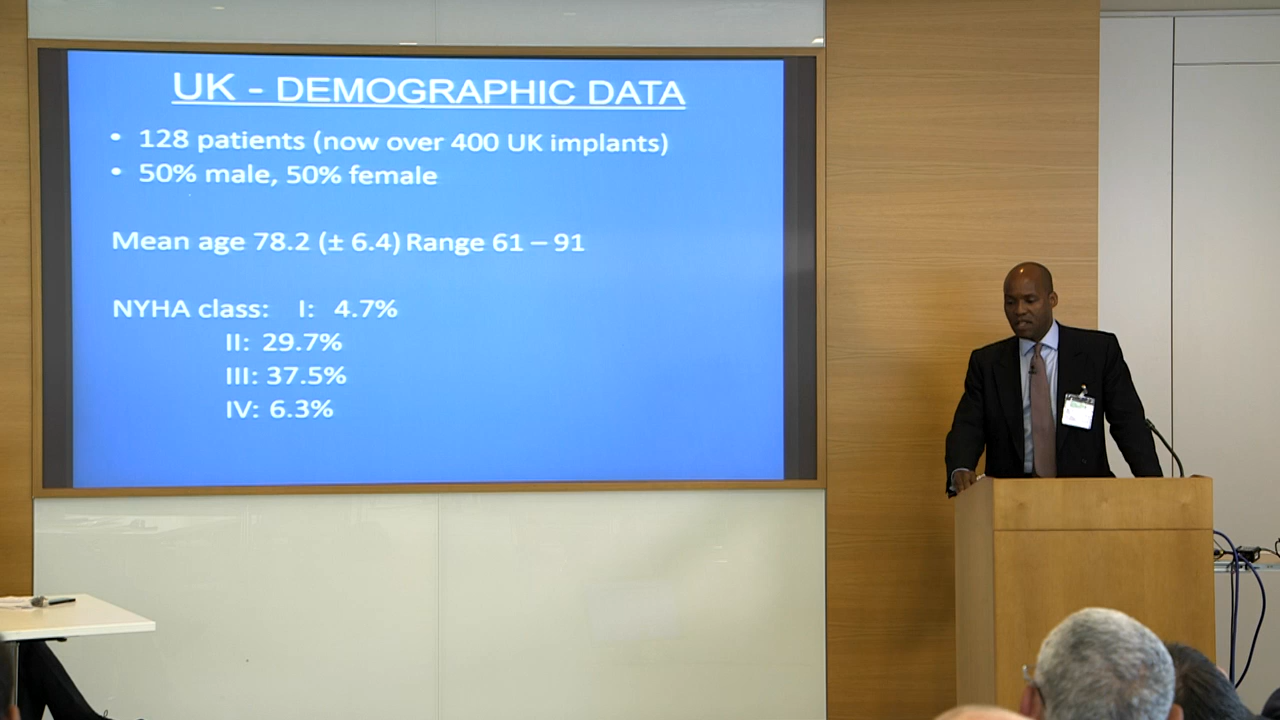 UK - DEMOGRAPHIC DATA
• 128 patients (now over 400 UK implants)
• 50% male, 50% female
Mean age 78.2 (± 6.4) Range 61 – 91
NYHA class: I: 4.7%
II: 29.7%
III: 37.5%
IV: 6.3%